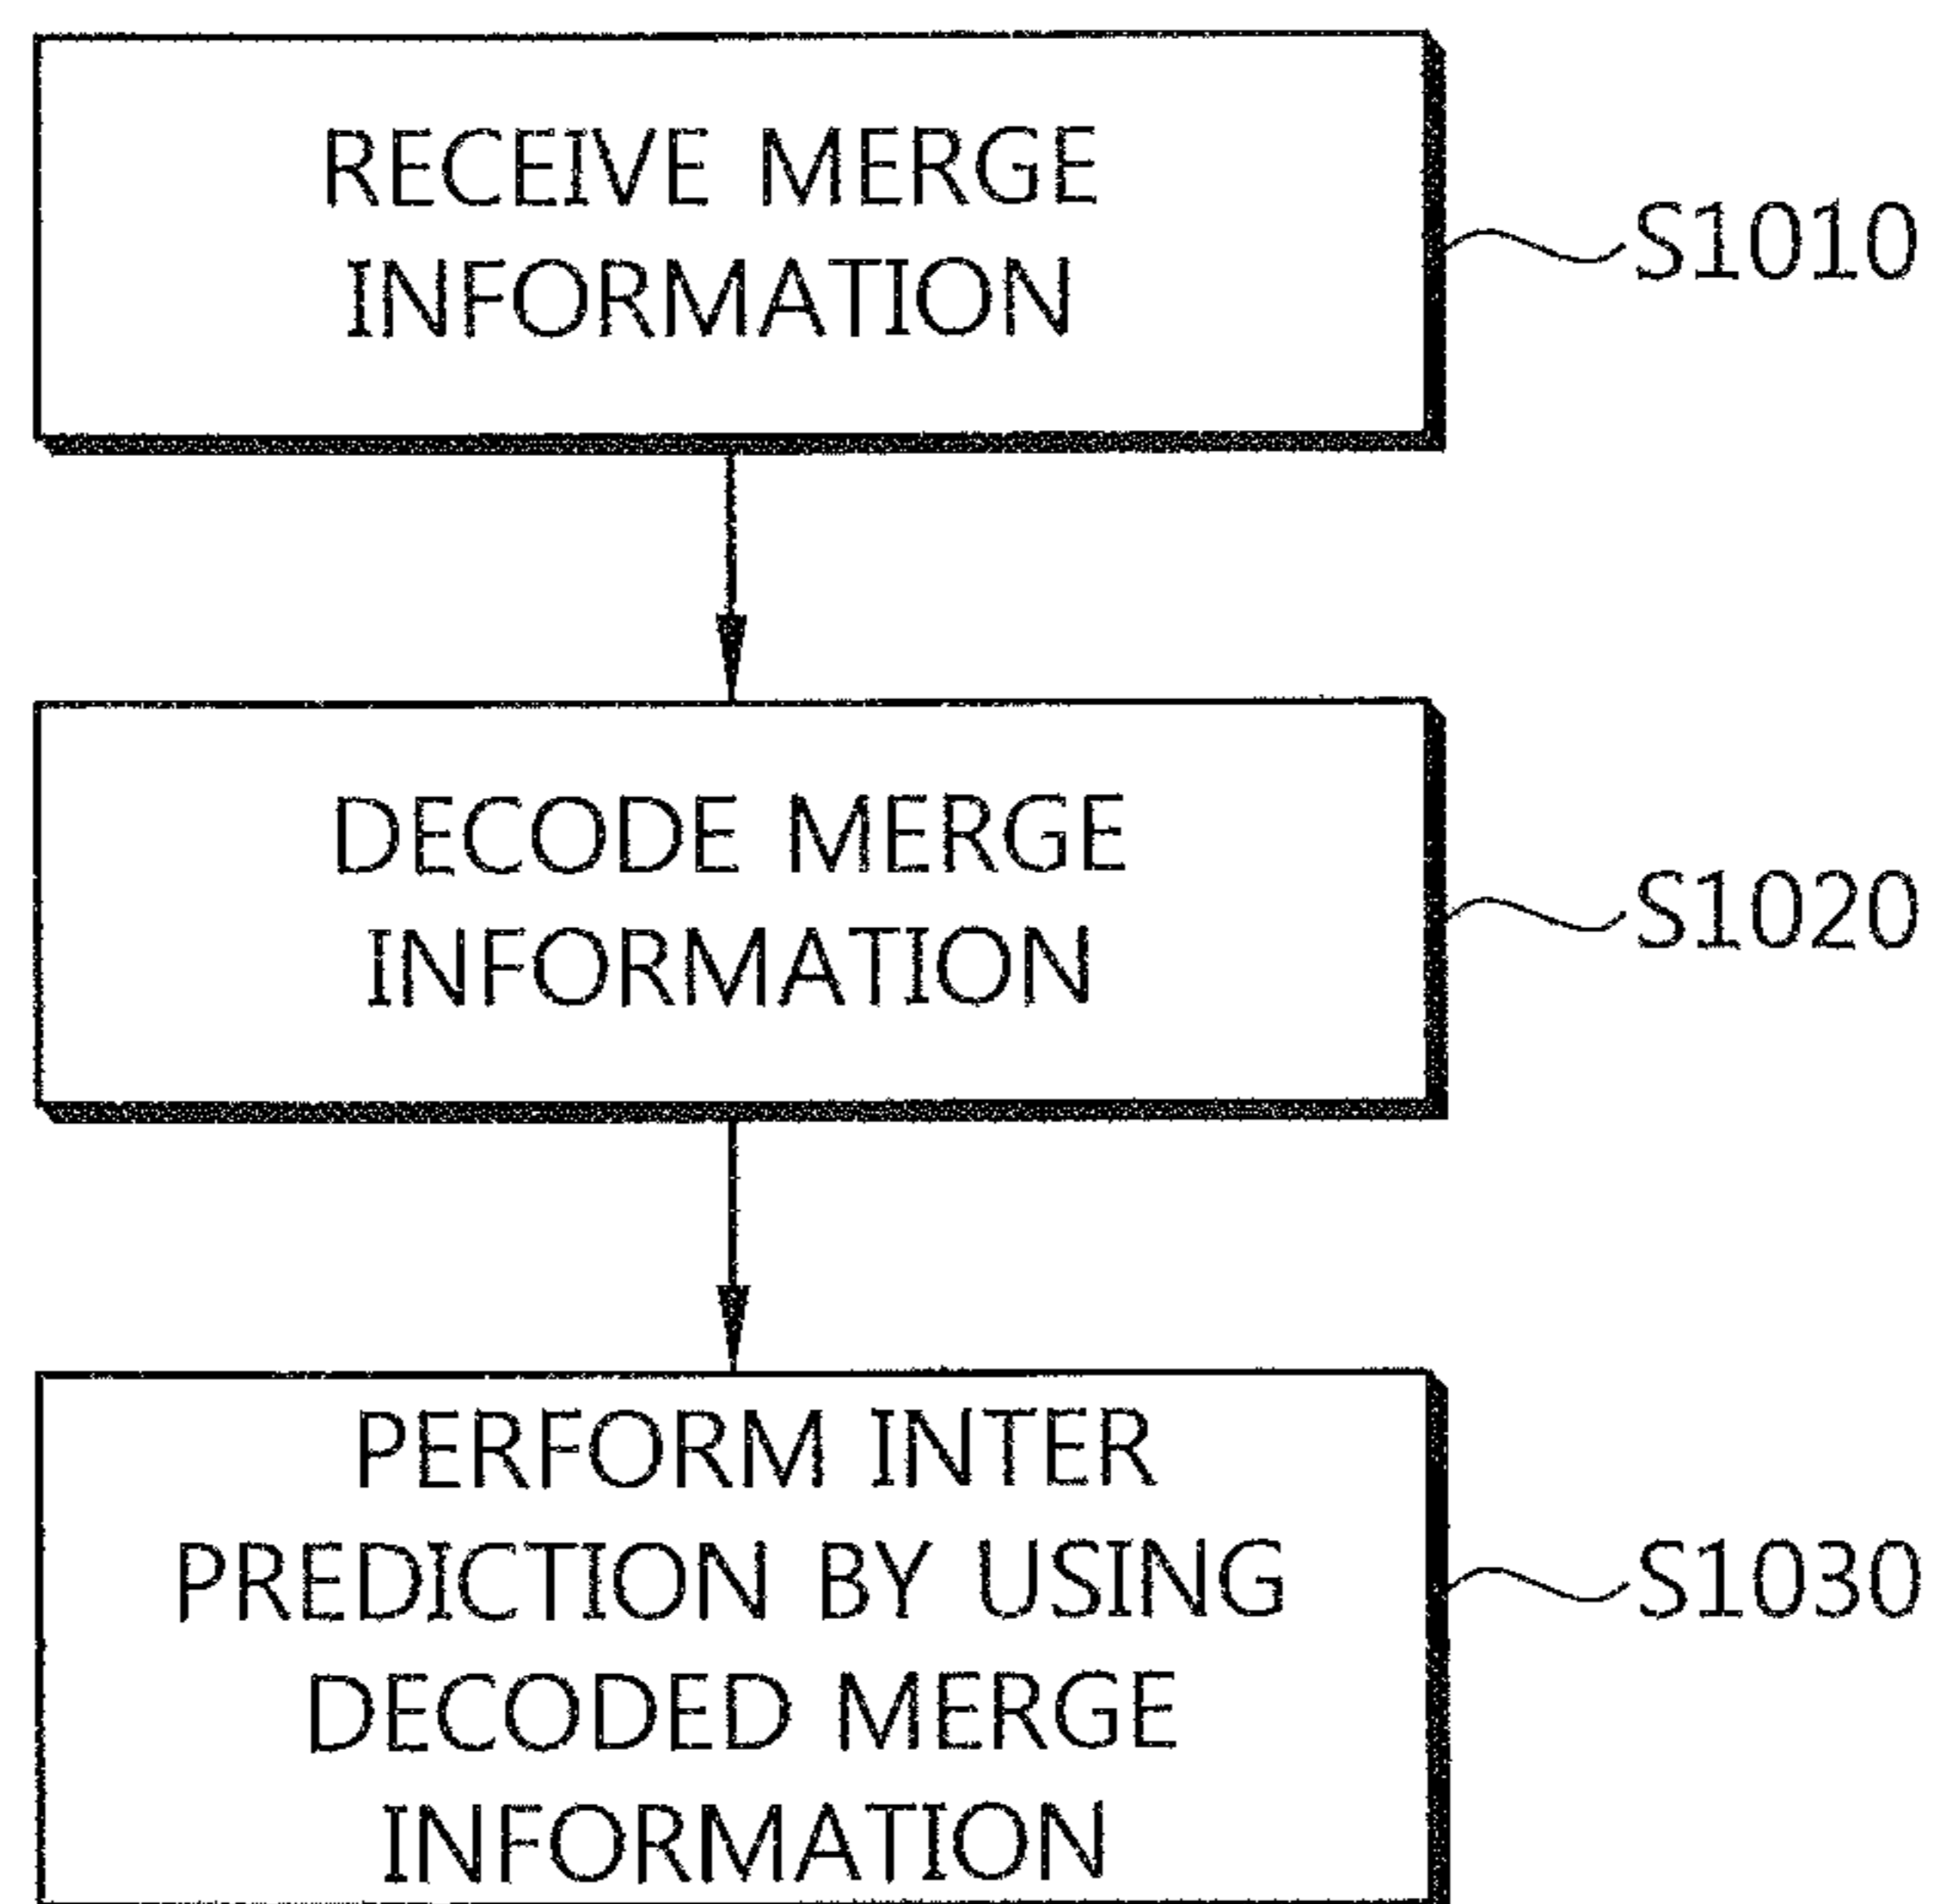 RECEIVE MERGE
INFORMATION
S1010
DECODE MERGE
INFORMATION
S1020
PERFORM INTER
PREDICTION BY USING
DECODED MERGE
INFORMATION
S1030